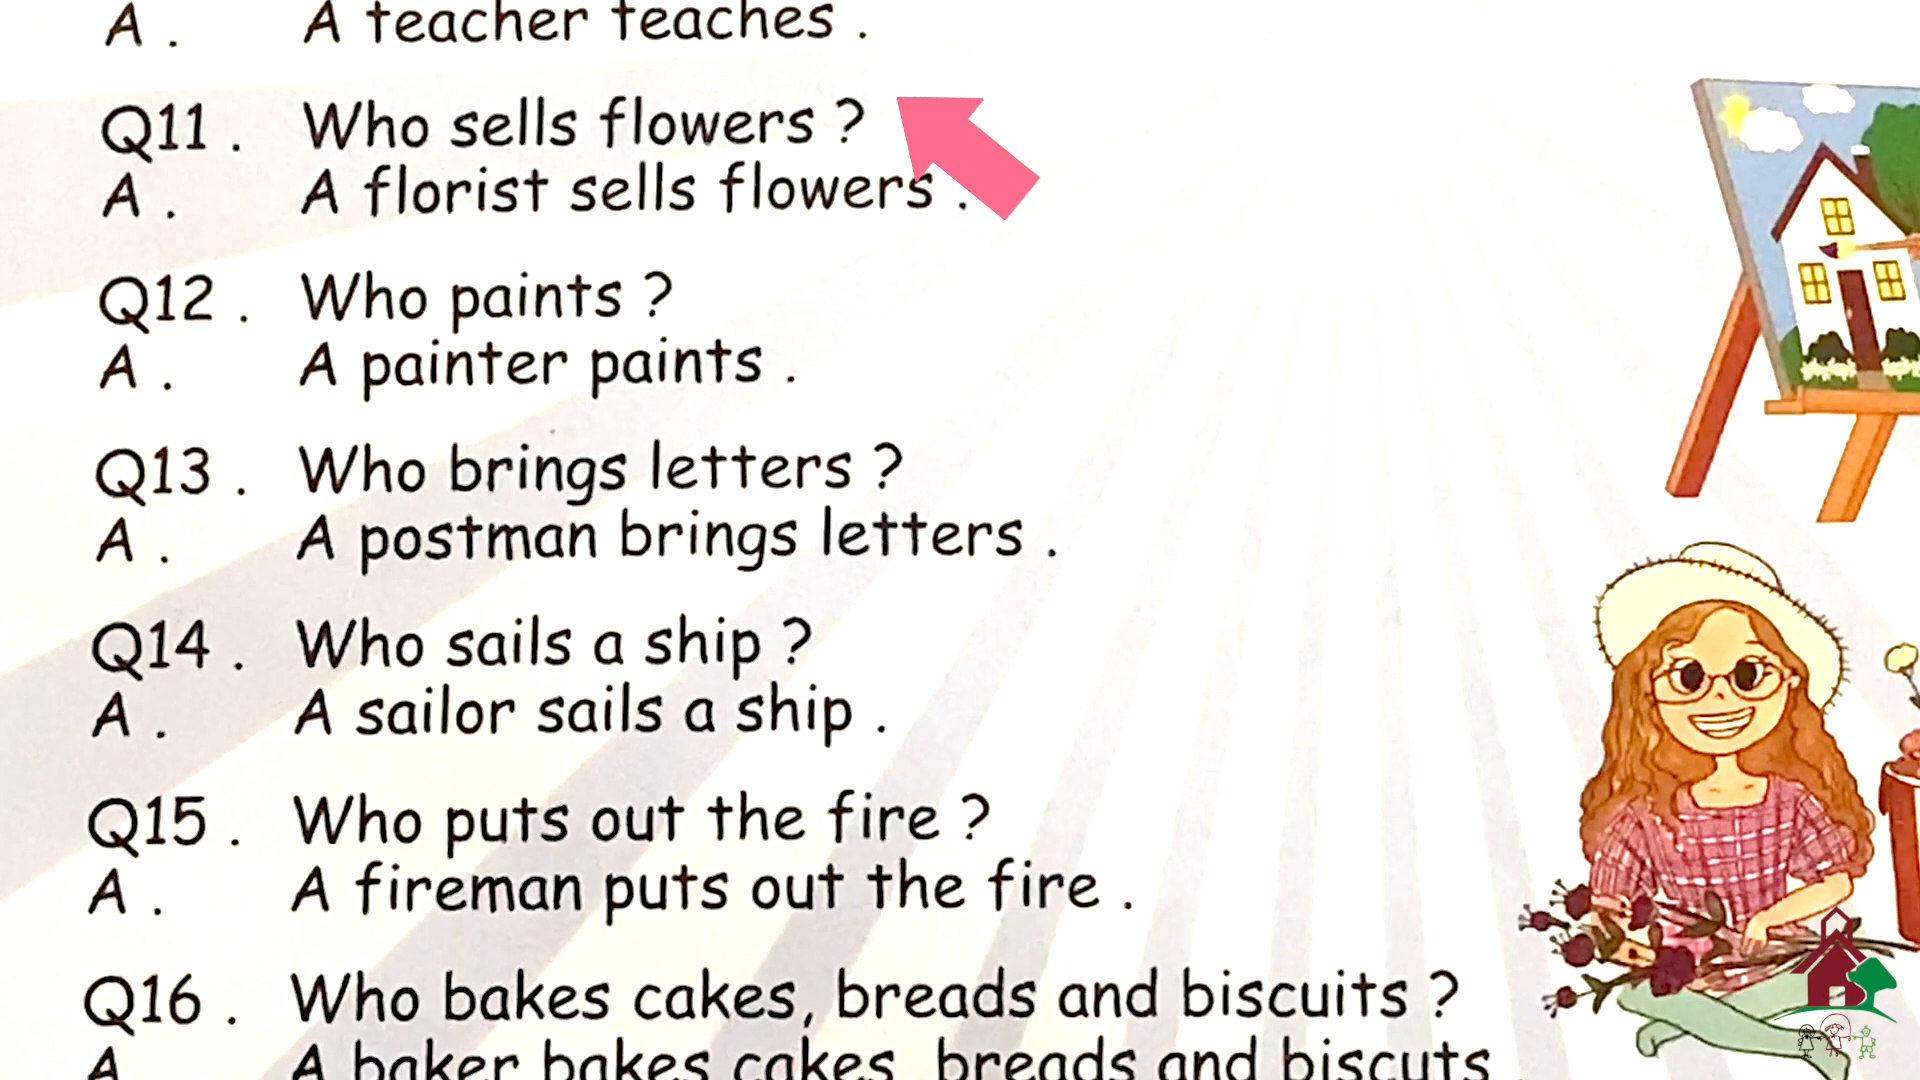 A . A teacher teaches .
Q11 . Who sells flowers ?
A . A florist sells flowers .
Q12 . Who paints ?
A . A painter paints .
Q13 . Who brings letters ?
A . A postman brings letters .
Q14 . Who sails a ship ?
A . A sailor sails a ship .
Q15 . Who puts out the fire ?
A . A fireman puts out the fire .
Q16 . Who bakes cakes, breads and biscuits ?
A A baker bakes cakes, breads and biscuts .